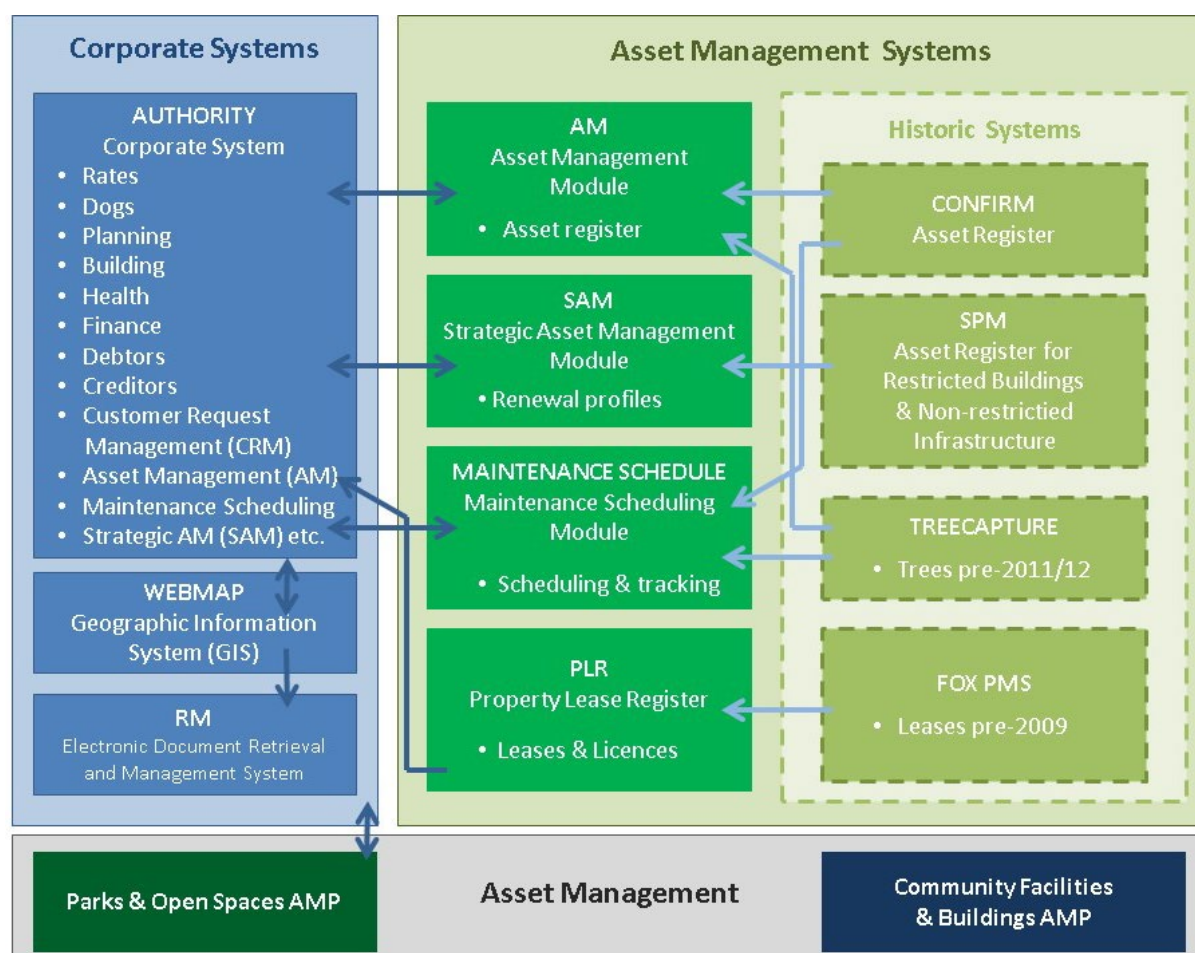 Corporate Systems
AUTHORITY
Corporate System
• Rates
• Dogs
• Planning
• Building
• Health
• Finance
• Debtors
• Creditors
• Customer Request
Management (CRM)
• Asset Management (AM)
• Maintenance Scheduling
• Strategic AM (SAM) etc.
WEBMAP
Geographic Information
System (GIS)
RM
Electronic Document Retrieval
and Management System
Asset Management Systems
AM
Asset Management
Module
• Asset register
SAM
Strategic Asset Management
Module
• Renewal profiles
MAINTENANCE SCHEDULE
Maintenance Scheduling
Module
• Scheduling & tracking
PLR
Property Lease Register
• Leases & Licences
Historic Systems
CONFIRM
Asset Register
SPM
Asset Register for
Restricted Buildings
& Non-restrictied
Infrastructure
TREECAPTURE
• Trees pre-2011/12
FOX PMS
• Leases pre-2009
Parks & Open Spaces AMP
Asset Management
Community Facilities
& Buildings AMP